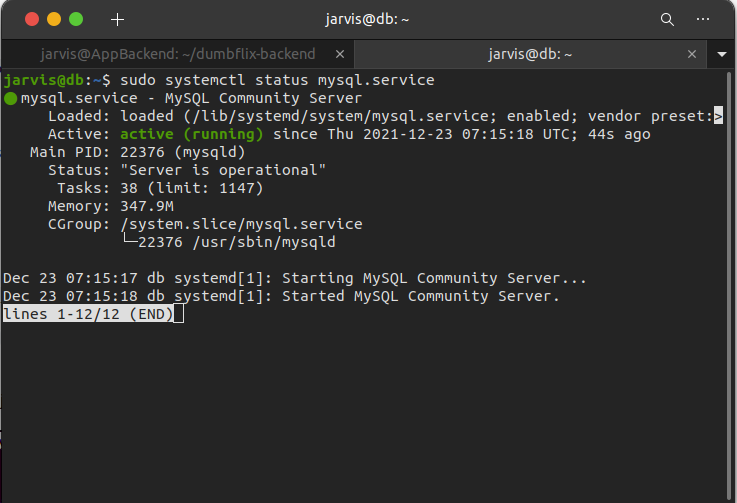 jarvis@db: ~
jarvis@AppBackend: ~/dumbflix-backend
jarvis@db: ~
jarvis@db:~$ sudo systemctl status mysql.service
● mysql.service - MySQL Community Server
Loaded: loaded (/lib/systemd/system/mysql.service; enabled; vendor preset:>
Active: active (running) since Thu 2021-12-23 07:15:18 UTC; 44s ago
Main PID: 22376 (mysqld)
Status: "Server is operational"
Tasks: 38 (limit: 1147)
Memory: 347.9M
CGroup: /system.slice/mysql.service
└─22376 /usr/sbin/mysqld
Dec 23 07:15:17 db systemd[1]: Starting MySQL Community Server...
Dec 23 07:15:18 db systemd[1]: Started MySQL Community Server.
lines 1-12/12 (END)